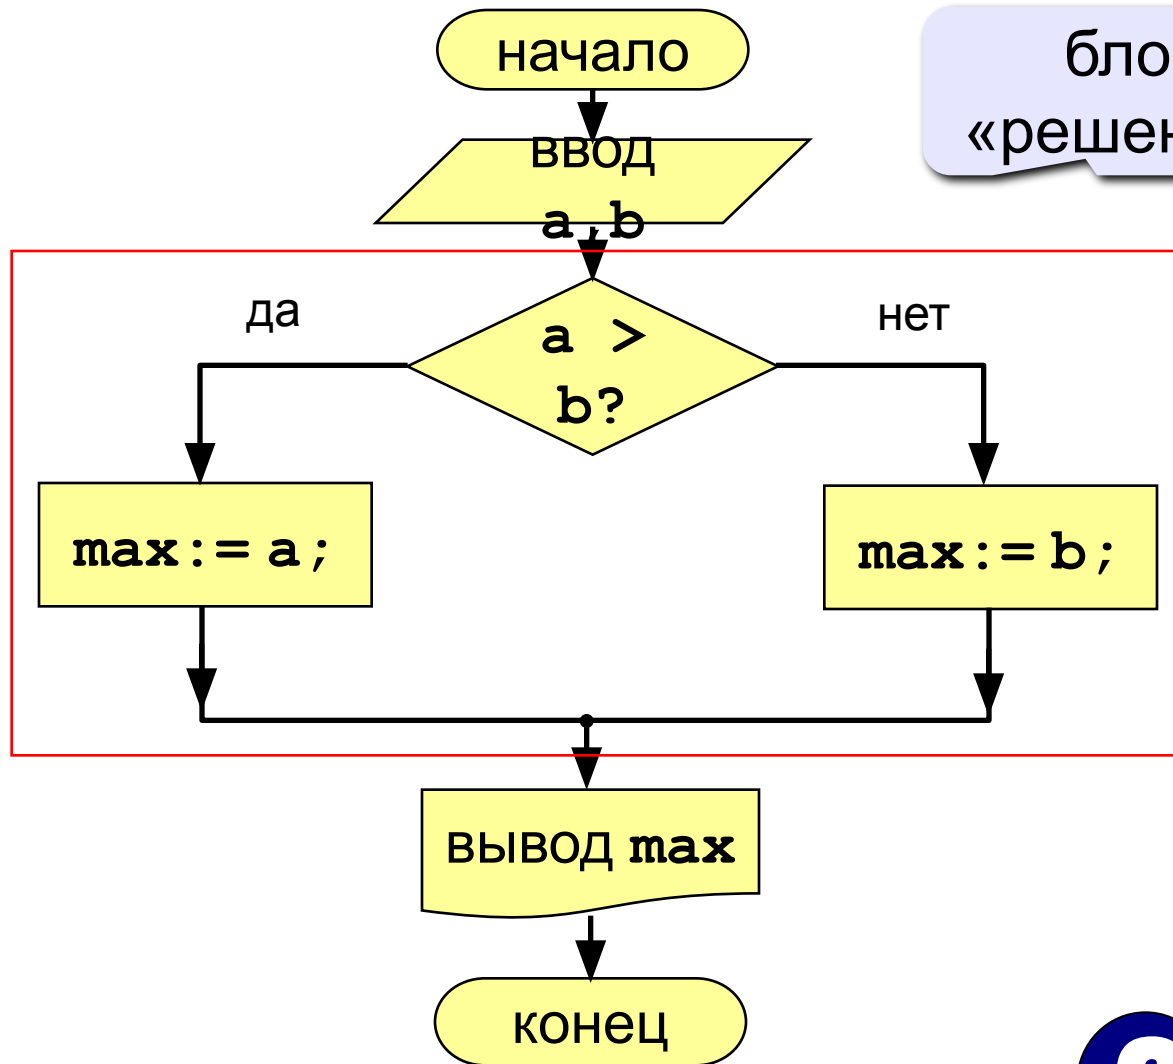 начало
ввод
a,b
да
a >
b?
нет
max:= a;
max:= b;
вывод max
конец